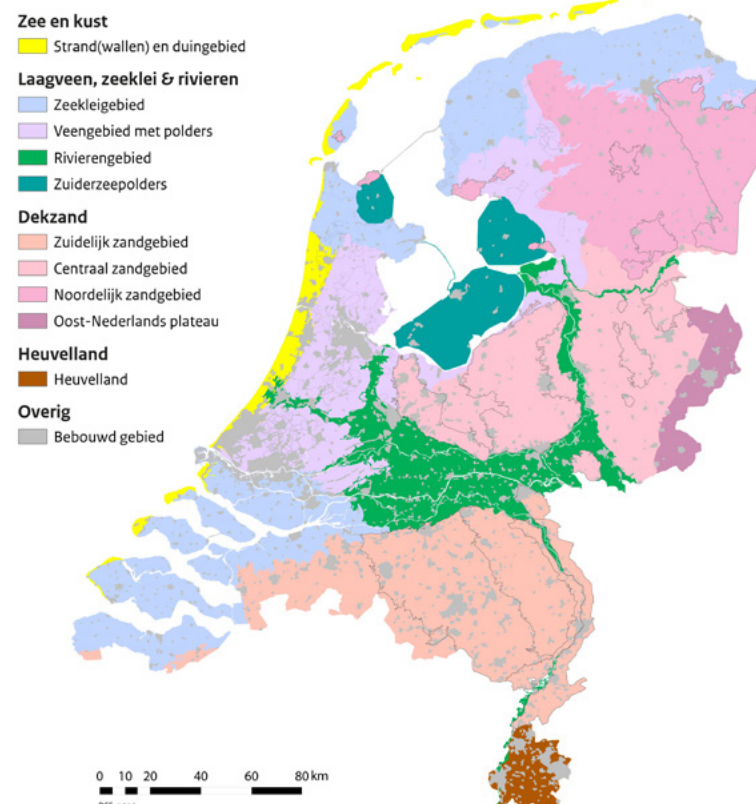 Zee en kust
Strand(wallen) en duingebied
Laagveen, zeeklei & rivieren
Zeekleigebied
Veengebied met polders
Rivierengebied
Zuiderzeepolders
Dekzand
Zuidelijk zandgebied
Centraal zandgebied
Noordelijk zandgebied
Oost-Nederlands plateau
Heuvelland
Heuvelland
Overig
Bebouwd gebied
0 10 20 40 60 80 km